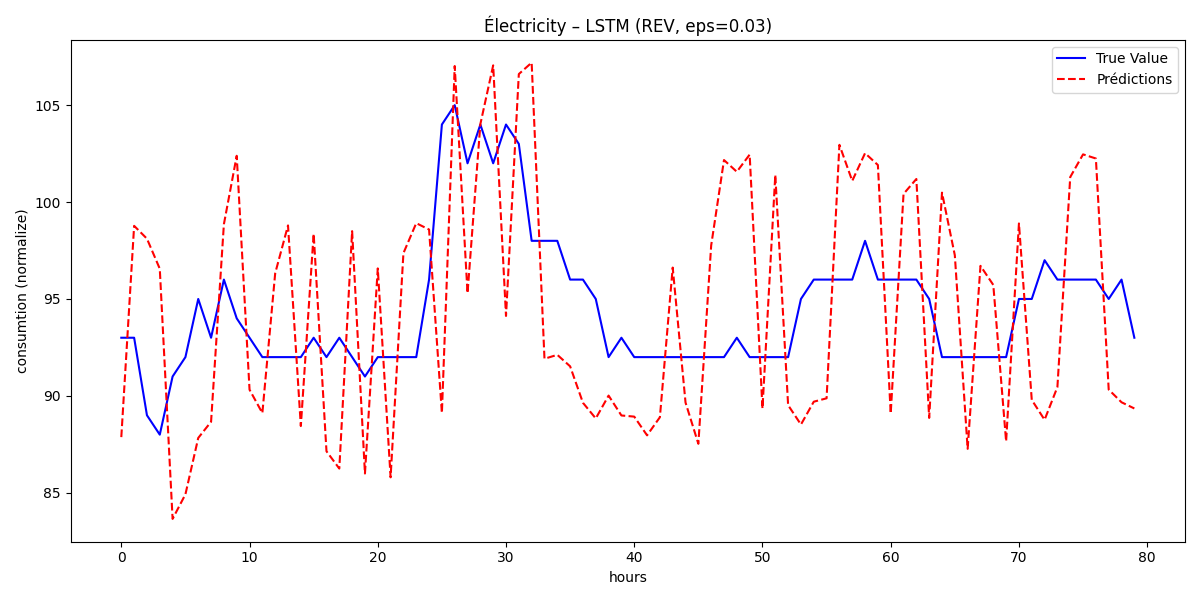 Électricity – LSTM (REV, eps=0.03)
True Value
Prédictions
consumtion (normalize)
105
100
95
90
85
0 10 20 30 40 50 60 70 80
hours